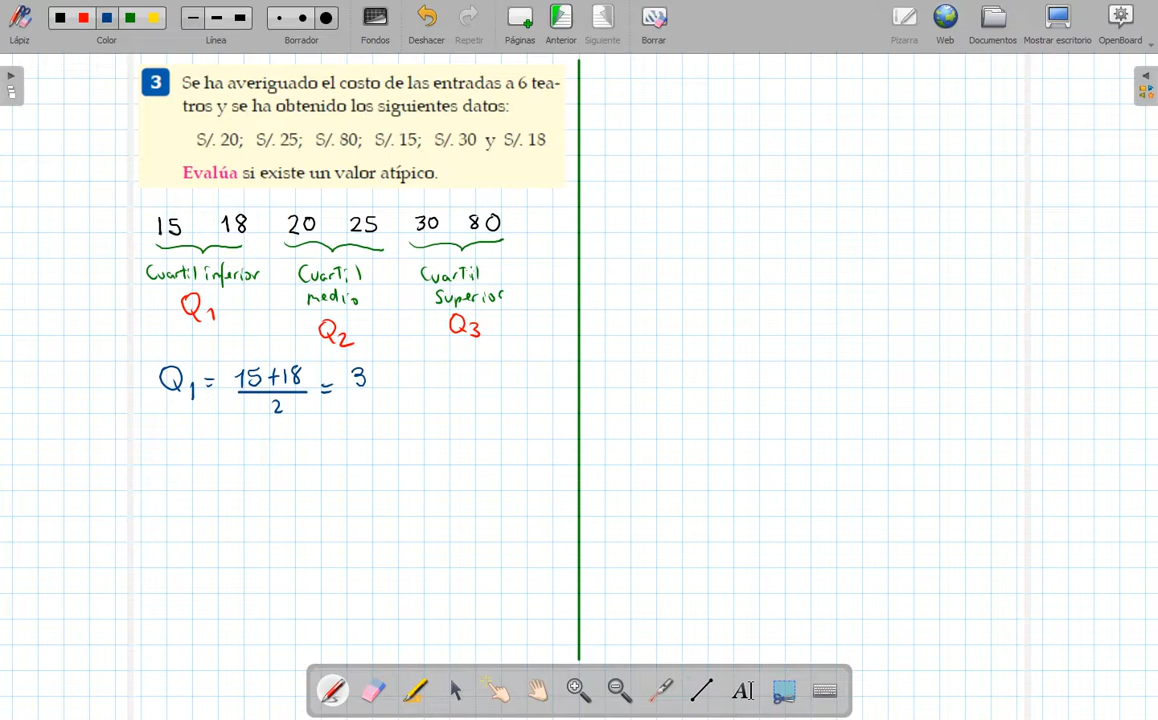 Lápiz
Color
Línea
Borrador
Fondos
Deshacer
Repetir
Páginas
Anterior
Siguiente
Borrar
Pizarra
Web
Documentos
Mostrar escritorio
OpenBoard
3 Se ha averiguado el costo de las entradas a 6 tea-
tros y se ha obtenido los siguientes datos:
S/. 20; S/. 25; S/. 80; S/. 15; S/. 30 y S/. 18
Evalúa si existe un valor atípico.
15 18 20 25 30 80
Cuartil inferior
Q1
Cuartil
medio
Q2
Cuartil
Superior
Q3
Q1 = 15+18 = 3
2